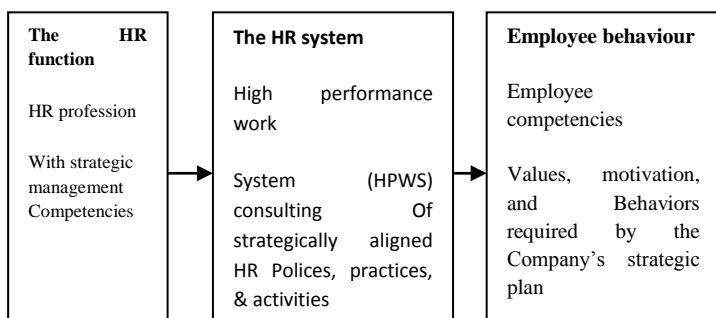 The HR
function
HR profession
With strategic
management
Competencies
The HR system
High performance
work
System (HPWS)
consulting Of
strategically aligned
HR Polices, practices,
& activities
Employee behaviour
Employee
competencies
Values, motivation,
and Behaviors
required by the
Company's strategic
plan